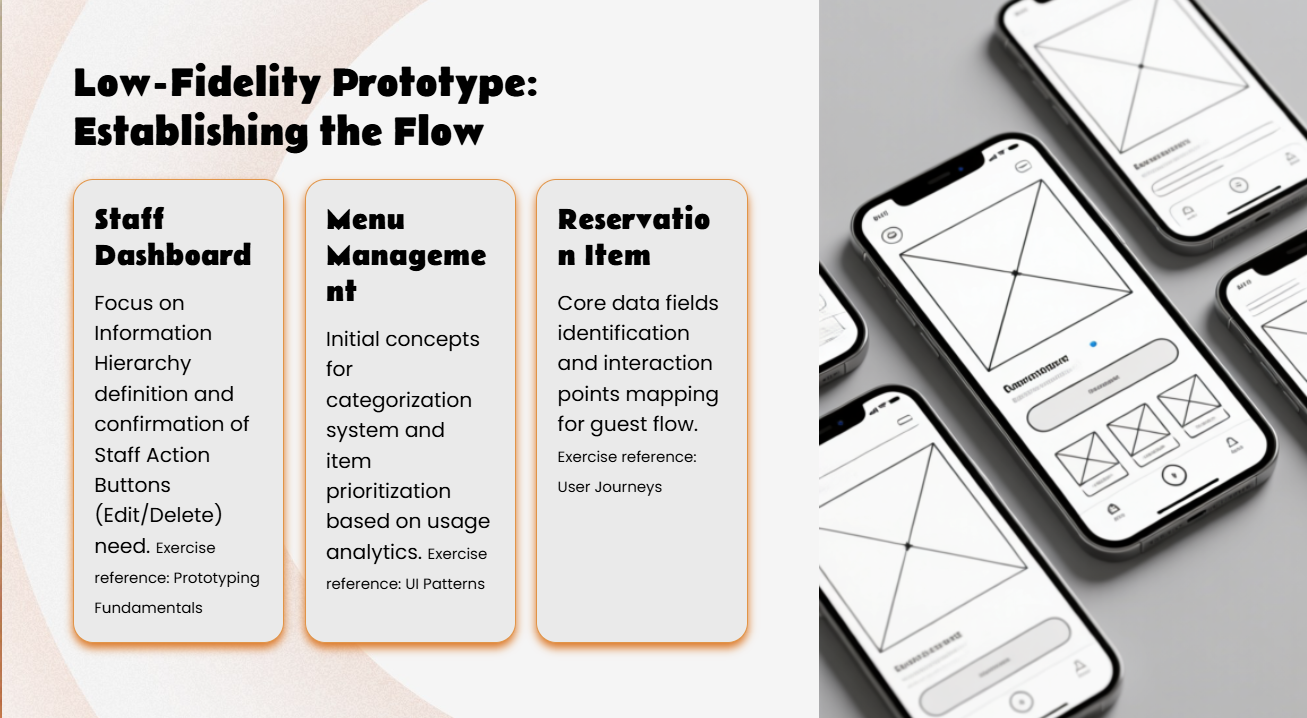 Low-Fidelity Prototype:
Establishing the Flow
Staff
Dashboard
Focus on
Information
Hierarchy
definition and
confirmation of
Staff Action
Buttons
(Edit/Delete)
need. Exercise
reference: Prototyping
Fundamentals
Menu
Manageme
nt
Initial concepts
for
categorization
system and
item
prioritization
based on usage
analytics. Exercise
reference: UI Patterns
Reservatio
n Item
Core data fields
identification
and interaction
points mapping
for guest flow.
Exercise reference:
User Journeys